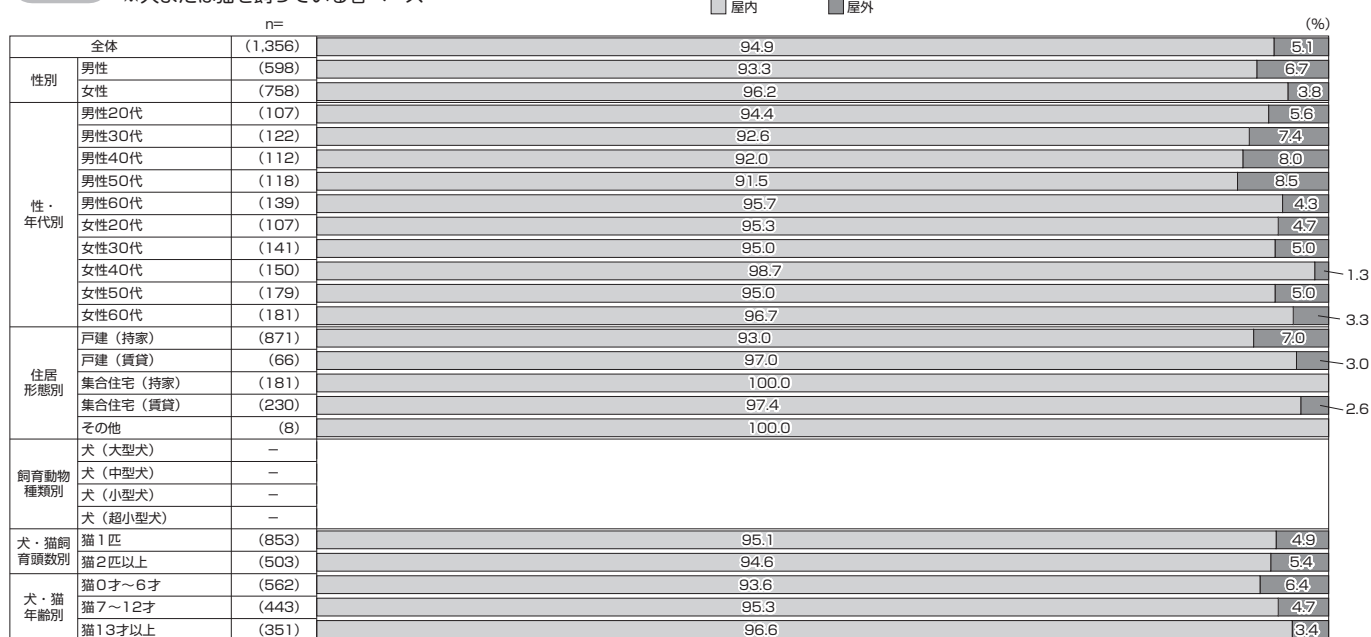 屋内 屋外
n= (%)
全体 (1,356) 94.9 5.1
性別 男性 (598) 93.3 6.7
女性 (758) 96.2 3.8
性・年代別 男性20代 (107) 94.4 5.6
男性30代 (122) 92.6 7.4
男性40代 (112) 92.0 8.0
男性50代 (118) 91.5 8.5
男性60代 (139) 95.7 4.3
女性20代 (107) 95.3 4.7
女性30代 (141) 95.0 5.0
女性40代 (150) 98.7 1.3
女性50代 (179) 95.0 5.0
女性60代 (181) 96.7 3.3
住居形態別 戸建（持家） (871) 93.0 7.0
戸建（賃貸） (66) 97.0 3.0
集合住宅（持家） (181) 100.0
集合住宅（賃貸） (230) 97.4 2.6
その他 (8) 100.0
飼育動物種類別 犬（大型犬） －
犬（中型犬） －
犬（小型犬） －
犬（超小型犬） －
犬・猫飼育頭数別 猫1匹 (853) 95.1 4.9
猫2匹以上 (503) 94.6 5.4
犬・猫年齢別 猫0才～6才 (562) 93.6 6.4
猫7～12才 (443) 95.3 4.7
猫13才以上 (351) 96.6 3.4